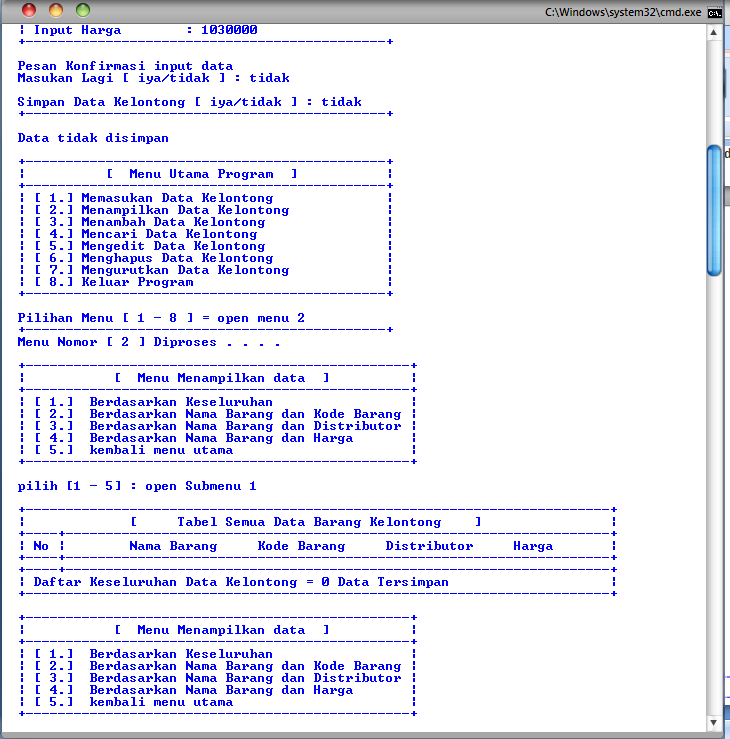 C:\Windows\system32\cmd.exe
¦ Input Harga : 1030000
+----------------------------------------------+
Pesan Konfirmasi input data
Masukan Lagi [ iya/tidak ] : tidak
Simpan Data Kelontong [ iya/tidak ] : tidak
+----------------------------------------------+
Data tidak disimpan
+----------------------------------------------+
¦ [ Menu Utama Program ] ¦
+----------------------------------------------+
¦ [ 1.] Memasukan Data Kelontong ¦
¦ [ 2.] Menampilkan Data Kelontong ¦
¦ [ 3.] Menambah Data Kelontong ¦
¦ [ 4.] Mencari Data Kelontong ¦
¦ [ 5.] Mengedit Data Kelontong ¦
¦ [ 6.] Menghapus Data Kelontong ¦
¦ [ 7.] Mengurutkan Data Kelontong ¦
¦ [ 8.] Keluar Program ¦
+----------------------------------------------+
Pilihan Menu [ 1 - 8 ] = open menu 2
+----------------------------------------------+
Menu Nomor [ 2 ] Diproses . . . .
+-------------------------------------------------+
¦ [ Menu Menampilkan data ] ¦
+-------------------------------------------------+
¦ [ 1.] Berdasarkan Keseluruhan ¦
¦ [ 2.] Berdasarkan Nama Barang dan Kode Barang ¦
¦ [ 3.] Berdasarkan Nama Barang dan Distributor ¦
¦ [ 4.] Berdasarkan Nama Barang dan Harga ¦
¦ [ 5.] kembali menu utama ¦
+-------------------------------------------------+
pilih [1 - 5] : open Submenu 1
+--------------------------------------------------------------------------+
¦ [ Tabel Semua Data Barang Kelontong ] ¦
+----+---------------------------------------------------------------------+
¦ No ¦ Nama Barang Kode Barang Distributor Harga ¦
+----+---------------------------------------------------------------------+
+----+---------------------------------------------------------------------+
¦ Daftar Keseluruhan Data Kelontong = 0 Data Tersimpan ¦
+--------------------------------------------------------------------------+
+-------------------------------------------------+
¦ [ Menu Menampilkan data ] ¦
+-------------------------------------------------+
¦ [ 1.] Berdasarkan Keseluruhan ¦
¦ [ 2.] Berdasarkan Nama Barang dan Kode Barang ¦
¦ [ 3.] Berdasarkan Nama Barang dan Distributor ¦
¦ [ 4.] Berdasarkan Nama Barang dan Harga ¦
¦ [ 5.] kembali menu utama ¦
+-------------------------------------------------+